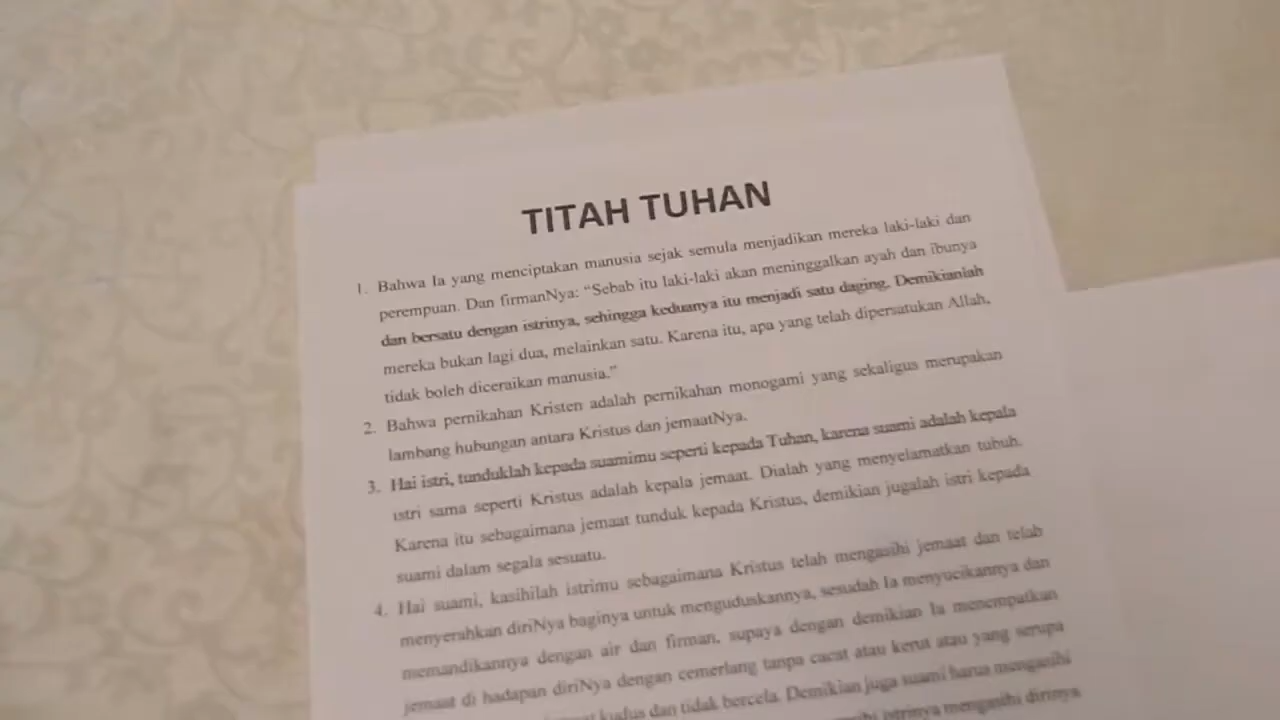 TITAH TUHAN
1. Bahwa Ia yang menciptakan manusia sejak semula menjadikan mereka laki-laki dan
perempuan. Dan firmanNya: “Sebab itu laki-laki akan meninggalkan ayah dan ibunya
dan bersatu dengan istrinya, sehingga keduanya itu menjadi satu daging. Demikianlah
mereka bukan lagi dua, melainkan satu. Karena itu, apa yang telah dipersatukan Allah,
tidak boleh diceraikan manusia.”
2. Bahwa pernikahan Kristen adalah pernikahan monogami yang sekaligus merupakan
lambang hubungan antara Kristus dan jemaatNya.
3. Hai istri, tunduklah kepada suamimu seperti kepada Tuhan, karena suami adalah kepala
istri sama seperti Kristus adalah kepala jemaat. Dialah yang menyelamatkan tubuh.
Karena itu sebagaimana jemaat tunduk kepada Kristus, demikian jugalah istri kepada
suami dalam segala sesuatu.
4. Hai suami, kasihilah istrimu sebagaimana Kristus telah mengasihi jemaat dan telah
menyerahkan diriNya baginya untuk menguduskannya, sesudah Ia menyucikannya dan
memandikannya dengan air dan firman, supaya dengan demikian Ia menempatkan
jemaat di hadapan diriNya dengan cemerlang tanpa cacat atau kerut atau yang serupa
kudus dan tidak bercela. Demikian juga suami harus mengasihi
istrinya mengasihi dirinya